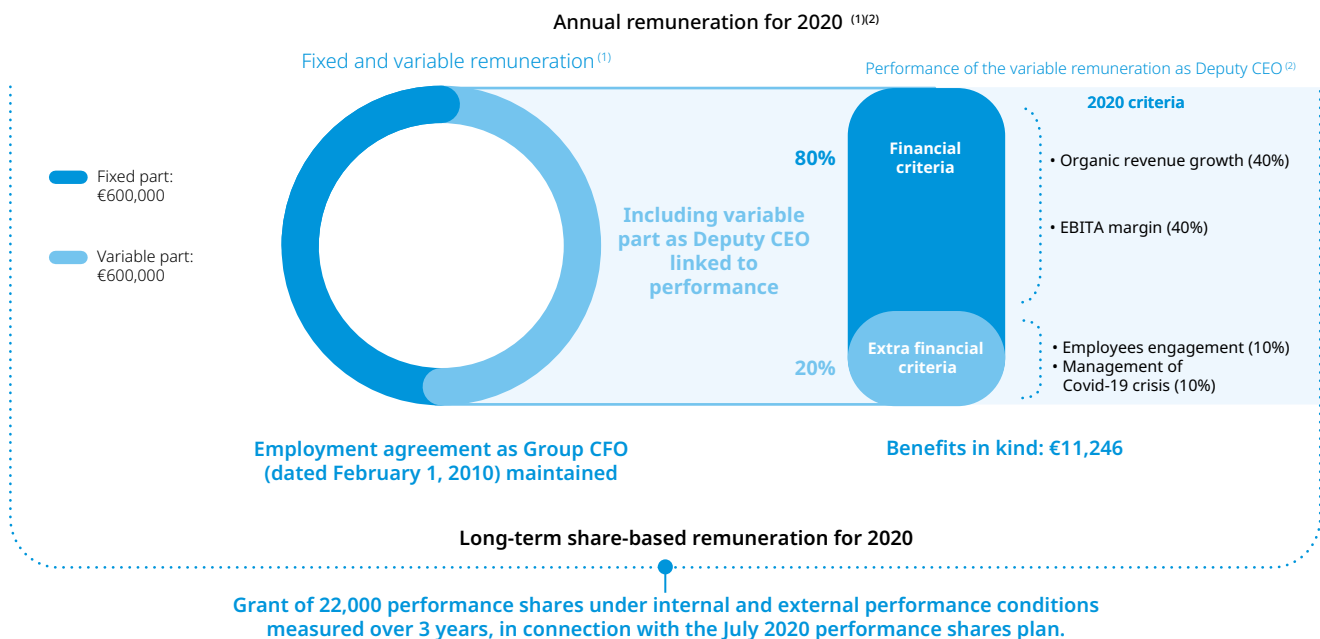 Annual remuneration for 2020 (1)(2)
Fixed and variable remuneration (1)
Performance of the variable remuneration as Deputy CEO (2)
Fixed part:
€600,000
Variable part:
€600,000
Including variable
part as Deputy CEO
linked to
performance
80%
Financial
criteria
2020 criteria
• Organic revenue growth (40%)
• EBITA margin (40%)
20%
Extra financial
criteria
• Employees engagement (10%)
• Management of
Covid-19 crisis (10%)
Employment agreement as Group CFO
(dated February 1, 2010) maintained
Benefits in kind: €11,246
Long-term share-based remuneration for 2020
Grant of 22,000 performance shares under internal and external performance conditions
measured over 3 years, in connection with the July 2020 performance shares plan.